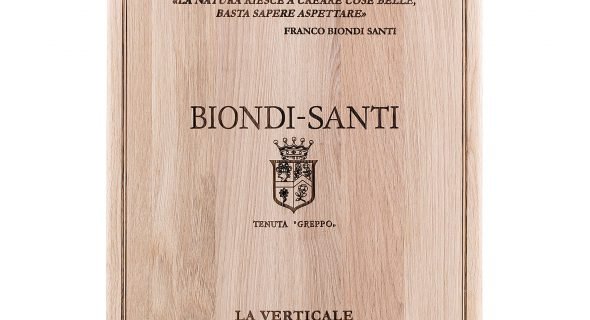 «LA NATURA RIESCE A CREARE COSE BELLE,
BASTA SAPERE ASPETTARE»
FRANCO BIONDI SANTI
BIONDI-SANTI
TENUTA "GREPPO"
LA VERTICALE